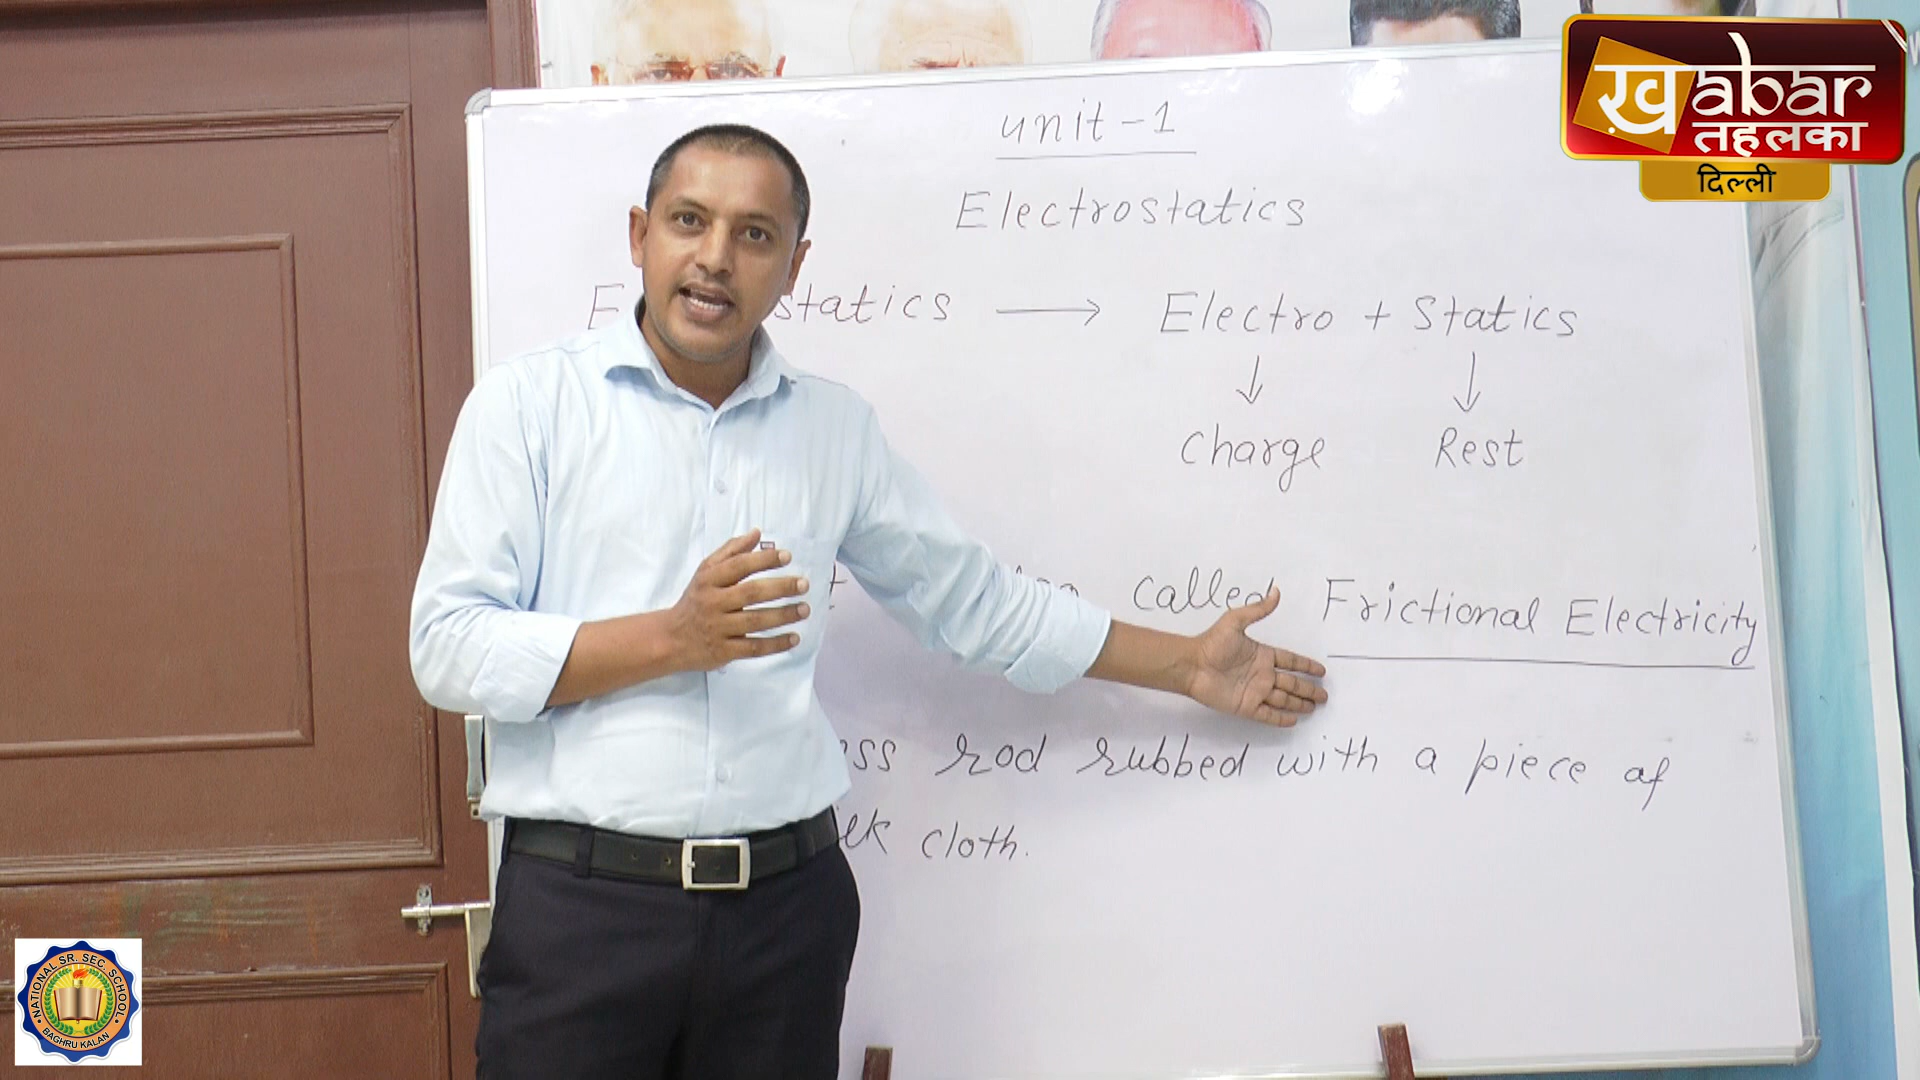 unit-1
Electrostatics
statics → Electro + Statics
↓ ↓
Charge Rest
called Frictional Electricity
rod rubbed with a piece of
cloth.
ख़abar
तहलका
दिल्ली
NATIONAL SR. SEC. SCHOOL
BAGHRU KALAN